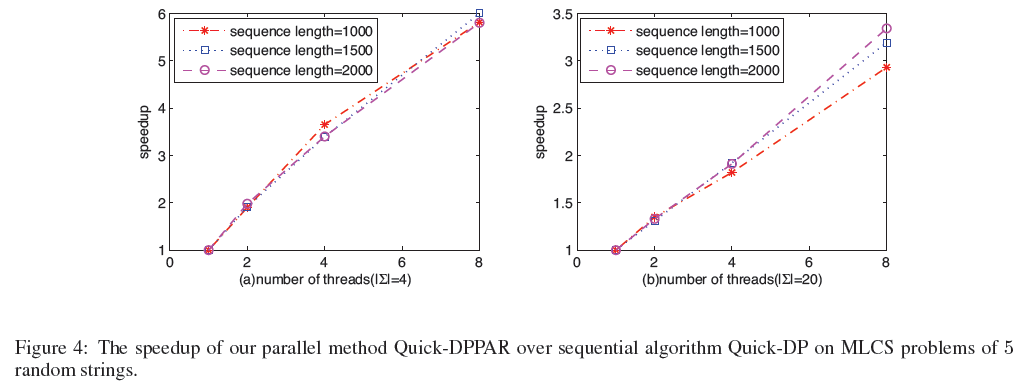 6
5
4
3
2
1
speedup
sequence length=1000
sequence length=1500
sequence length=2000
0 2 4 6 8
(a)number of threads(|Σ|=4)
3.5
3
2.5
2
1.5
1
speedup
sequence length=1000
sequence length=1500
sequence length=2000
0 2 4 6 8
(b)number of threads(|Σ|=20)
Figure 4: The speedup of our parallel method Quick-DPPAR over sequential algorithm Quick-DP on MLCS problems of 5
random strings.